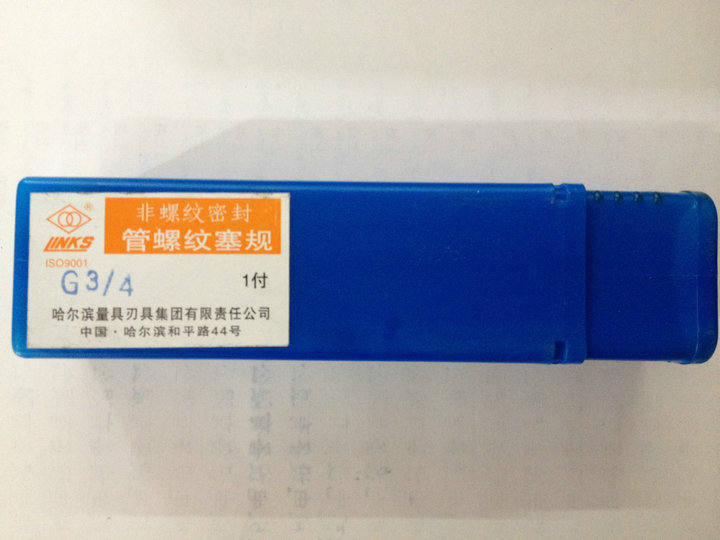 ®
LINKS
ISO9001
非螺纹密封
管螺纹塞规
G3/4
1付
哈尔滨量具刃具集团有限责任公司
中国·哈尔滨和平路44号